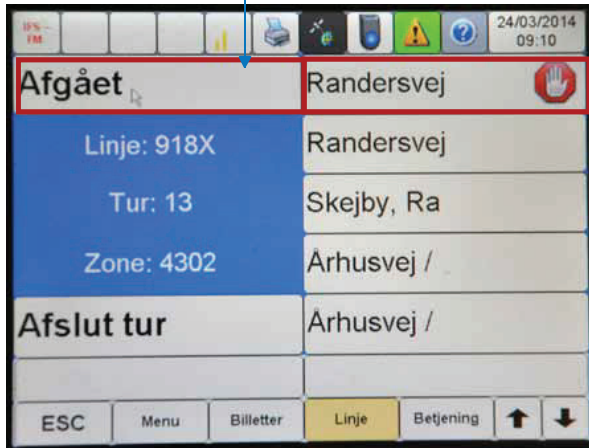 IFS-
FM
24/03/2014
09:10
Afgået
Randersvej
Linje: 918X
Randersvej
Tur: 13
Skejby, Ra
Zone: 4302
Århusvej /
Afslut tur
Århusvej /
ESC
Menu
Billetter
Linje
Betjening